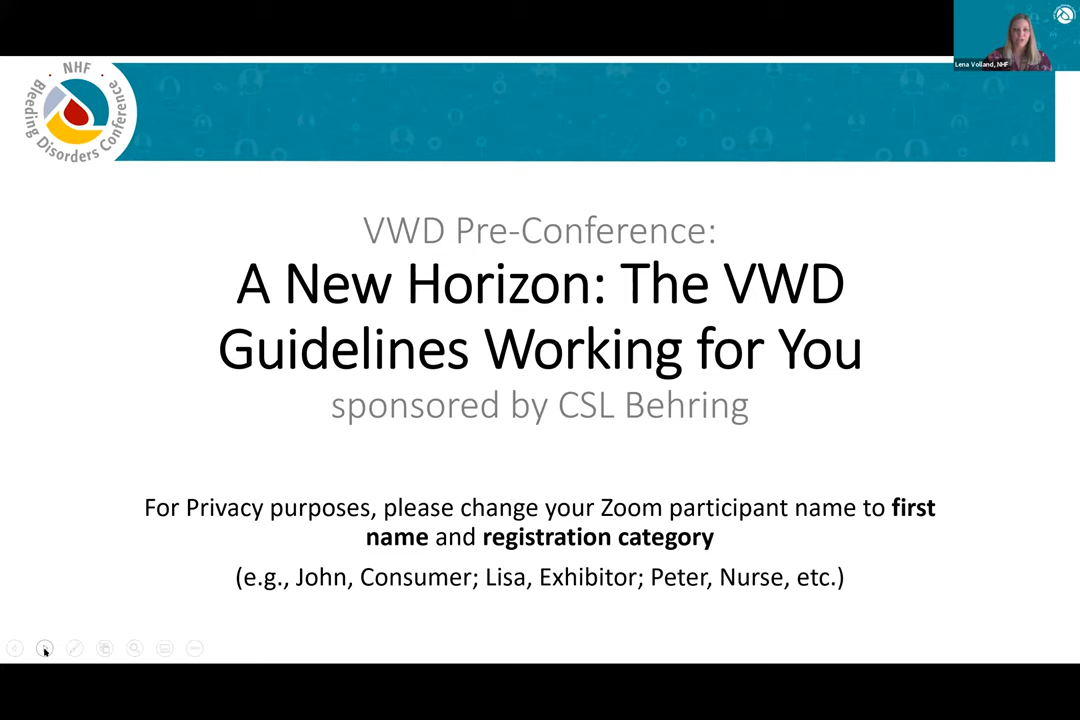 Lena Volland, NHF
NHF
Bleeding Disorders Conference
VWD Pre-Conference:
A New Horizon: The VWD
Guidelines Working for You
sponsored by CSL Behring
For Privacy purposes, please change your Zoom participant name to first
name and registration category
(e.g., John, Consumer; Lisa, Exhibitor; Peter, Nurse, etc.)